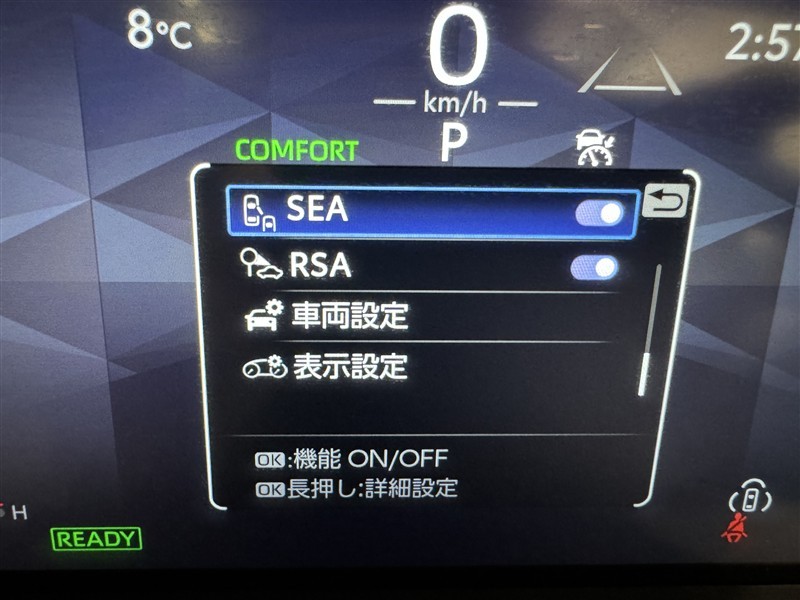 8℃
0
2:57
km/h
P
COMFORT
SEA
RSA
車両設定
表示設定
OK:機能 ON/OFF
OK長押し:詳細設定
H
READY